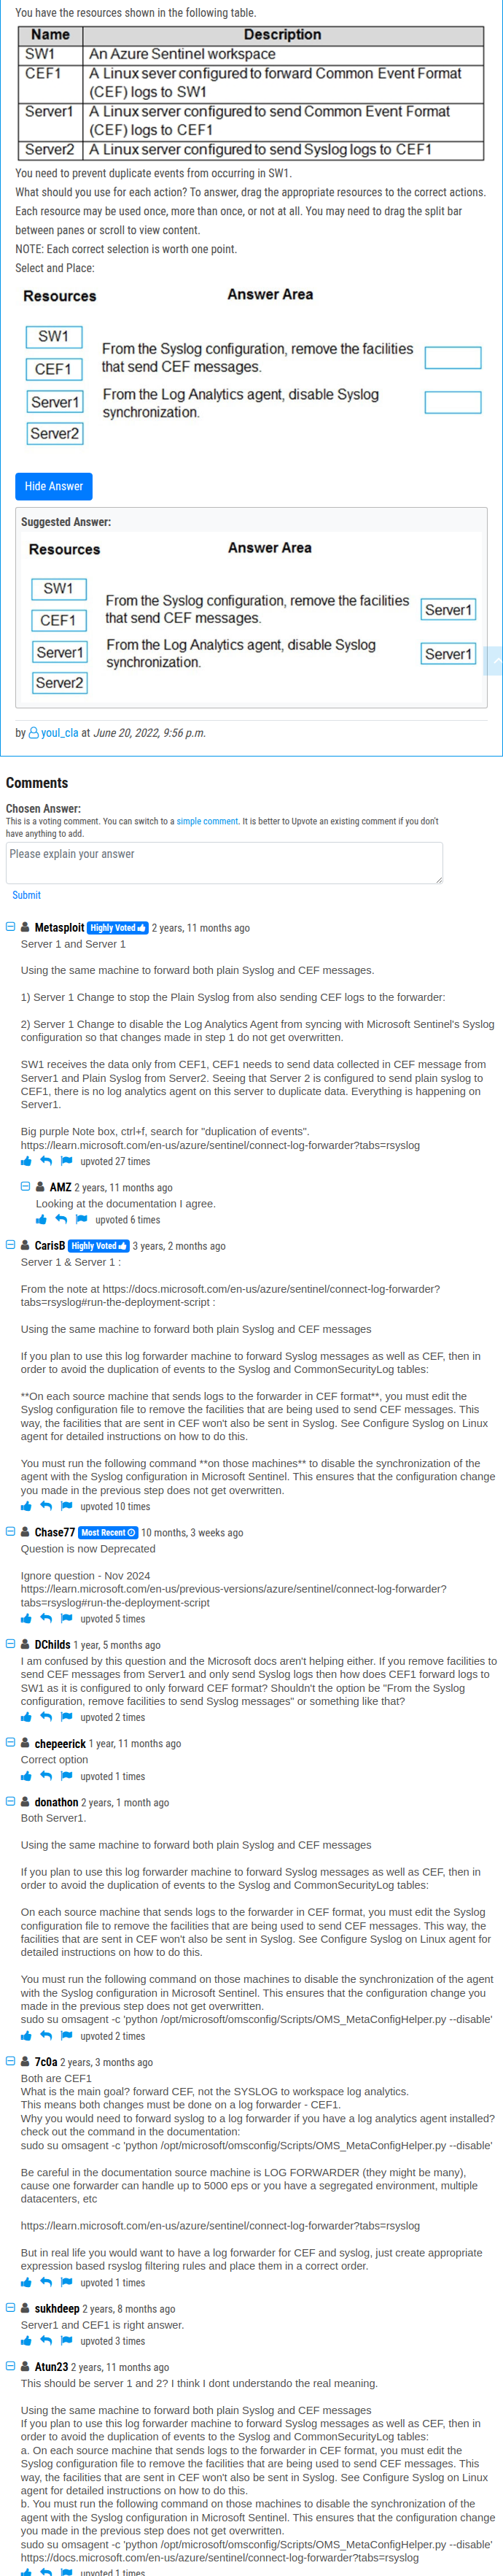 You have the resources shown in the following table.
Name Description
SW1 An Azure Sentinel workspace
CEF1 A Linux sever configured to forward Common Event Format
(CEF) logs to SW1
Server1 A Linux server configured to send Common Event Format
(CEF) logs to CEF1
Server2 A Linux server configured to send Syslog logs to CEF1
You need to prevent duplicate events from occurring in SW1.
What should you use for each action? To answer, drag the appropriate resources to the correct actions.
Each resource may be used once, more than once, or not at all. You may need to drag the split bar
between panes or scroll to view content.
NOTE: Each correct selection is worth one point.
Select and Place:
Resources Answer Area
SW1
CEF1
Server1
Server2
From the Syslog configuration, remove the facilities
that send CEF messages.
From the Log Analytics agent, disable Syslog
synchronization.
Hide Answer
Suggested Answer:
Resources Answer Area
SW1
CEF1
Server1
Server2
From the Syslog configuration, remove the facilities
that send CEF messages.
Server1
From the Log Analytics agent, disable Syslog
synchronization.
Server1
by youl_cla at June 20, 2022, 9:56 p.m.
Comments
Chosen Answer:
This is a voting comment. You can switch to a simple comment. It is better to Upvote an existing comment if you don't
have anything to add.
Please explain your answer
Submit
Metasploit Highly Voted 2 years, 11 months ago
Server 1 and Server 1
Using the same machine to forward both plain Syslog and CEF messages.
1) Server 1 Change to stop the Plain Syslog from also sending CEF logs to the forwarder:
2) Server 1 Change to disable the Log Analytics Agent from syncing with Microsoft Sentinel's Syslog
configuration so that changes made in step 1 do not get overwritten.
SW1 receives the data only from CEF1, CEF1 needs to send data collected in CEF message from
Server1 and Plain Syslog from Server2. Seeing that Server 2 is configured to send plain syslog to
CEF1, there is no log analytics agent on this server to duplicate data. Everything is happening on
Server1.
Big purple Note box, ctrl+f, search for "duplication of events".
https://learn.microsoft.com/en-us/azure/sentinel/connect-log-forwarder?tabs=rsyslog
upvoted 27 times
AMZ 2 years, 11 months ago
Looking at the documentation I agree.
upvoted 6 times
CarisB Highly Voted 3 years, 2 months ago
Server 1 & Server 1 :
From the note at https://docs.microsoft.com/en-us/azure/sentinel/connect-log-forwarder?
tabs=rsyslog#run-the-deployment-script :
Using the same machine to forward both plain Syslog and CEF messages
If you plan to use this log forwarder machine to forward Syslog messages as well as CEF, then in
order to avoid the duplication of events to the Syslog and CommonSecurityLog tables:
**On each source machine that sends logs to the forwarder in CEF format**, you must edit the
Syslog configuration file to remove the facilities that are being used to send CEF messages. This
way, the facilities that are sent in CEF won't also be sent in Syslog. See Configure Syslog on Linux
agent for detailed instructions on how to do this.
You must run the following command **on those machines** to disable the synchronization of the
agent with the Syslog configuration in Microsoft Sentinel. This ensures that the configuration change
you made in the previous step does not get overwritten.
upvoted 10 times
Chase77 Most Recent 10 months, 3 weeks ago
Question is now Deprecated
Ignore question - Nov 2024
https://learn.microsoft.com/en-us/previous-versions/azure/sentinel/connect-log-forwarder?
tabs=rsyslog#run-the-deployment-script
upvoted 5 times
DChilds 1 year, 5 months ago
I am confused by this question and the Microsoft docs aren't helping either. If you remove facilities to
send CEF messages from Server1 and only send Syslog logs then how does CEF1 forward logs to
SW1 as it is configured to only forward CEF format? Shouldn't the option be "From the Syslog
configuration, remove facilities to send Syslog messages" or something like that?
upvoted 2 times
chepeerick 1 year, 11 months ago
Correct option
upvoted 1 times
donathon 2 years, 1 month ago
Both Server1.
Using the same machine to forward both plain Syslog and CEF messages
If you plan to use this log forwarder machine to forward Syslog messages as well as CEF, then in
order to avoid the duplication of events to the Syslog and CommonSecurityLog tables:
On each source machine that sends logs to the forwarder in CEF format, you must edit the Syslog
configuration file to remove the facilities that are being used to send CEF messages. This way, the
facilities that are sent in CEF won't also be sent in Syslog. See Configure Syslog on Linux agent for
detailed instructions on how to do this.
You must run the following command on those machines to disable the synchronization of the agent
with the Syslog configuration in Microsoft Sentinel. This ensures that the configuration change you
made in the previous step does not get overwritten.
sudo su omsagent -c 'python /opt/microsoft/omsconfig/Scripts/OMS_MetaConfigHelper.py --disable'
upvoted 2 times
7c0a 2 years, 3 months ago
Both are CEF1
What is the main goal? forward CEF, not the SYSLOG to workspace log analytics.
This means both changes must be done on a log forwarder - CEF1.
Why you would need to forward syslog to a log forwarder if you have a log analytics agent installed?
check out the command in the documentation:
sudo su omsagent -c 'python /opt/microsoft/omsconfig/Scripts/OMS_MetaConfigHelper.py --disable'
Be careful in the documentation source machine is LOG FORWARDER (they might be many),
cause one forwarder can handle up to 5000 eps or you have a segregated environment, multiple
datacenters, etc
https://learn.microsoft.com/en-us/azure/sentinel/connect-log-forwarder?tabs=rsyslog
But in real life you would want to have a log forwarder for CEF and syslog, just create appropriate
expression based rsyslog filtering rules and place them in a correct order.
upvoted 1 times
sukhdeep 2 years, 8 months ago
Server1 and CEF1 is right answer.
upvoted 3 times
Atun23 2 years, 11 months ago
This should be server 1 and 2? I think I dont understando the real meaning.
Using the same machine to forward both plain Syslog and CEF messages
If you plan to use this log forwarder machine to forward Syslog messages as well as CEF, then in
order to avoid the duplication of events to the Syslog and CommonSecurityLog tables:
a. On each source machine that sends logs to the forwarder in CEF format, you must edit the
Syslog configuration file to remove the facilities that are being used to send CEF messages. This
way, the facilities that are sent in CEF won't also be sent in Syslog. See Configure Syslog on Linux
agent for detailed instructions on how to do this.
b. You must run the following command on those machines to disable the synchronization of the
agent with the Syslog configuration in Microsoft Sentinel. This ensures that the configuration change
you made in the previous step does not get overwritten.
sudo su omsagent -c 'python /opt/microsoft/omsconfig/Scripts/OMS_MetaConfigHelper.py --disable'
https://docs.microsoft.com/en-us/azure/sentinel/connect-log-forwarder?tabs=rsyslog
upvoted 1 times